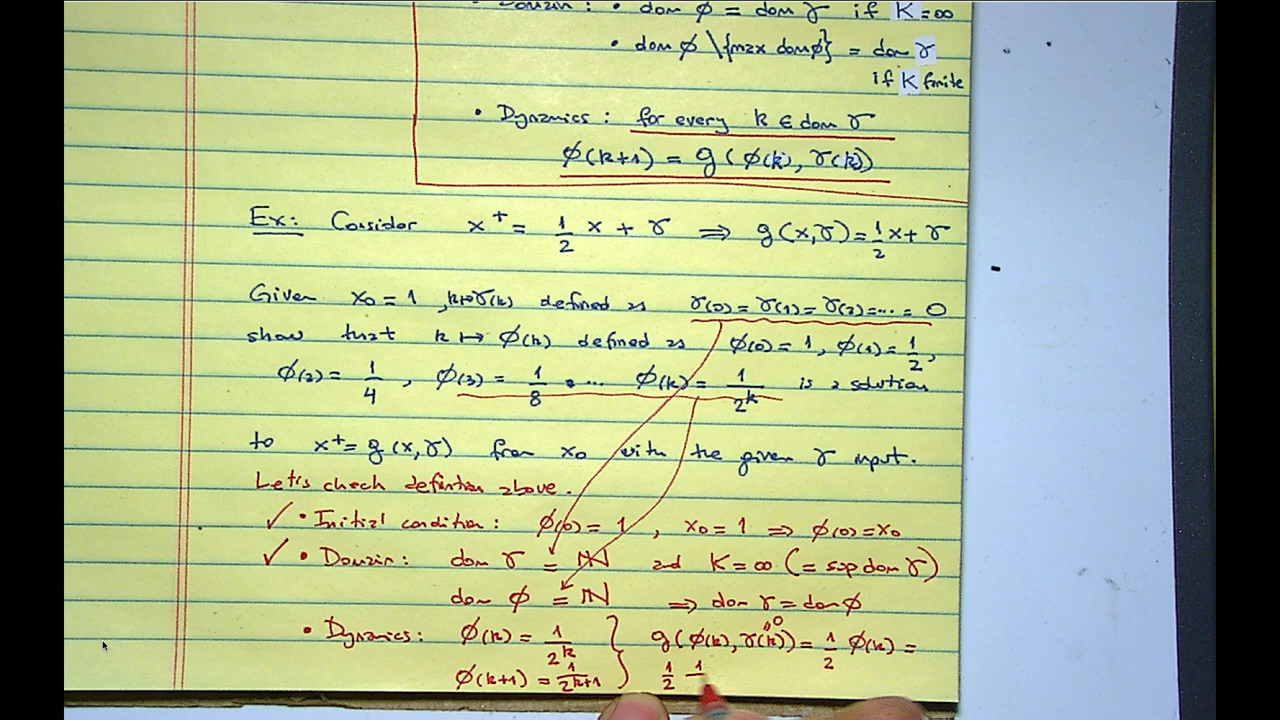 Domain : • dom φ = dom γ if K = ∞
• dom φ \ {max dom φ} = dom γ
if K finite
• Dynamics : for every k ∈ dom γ
φ(k+1) = g(φ(k), γ(k))
Ex: Consider x⁺ = 1/2 x + γ ⇒ g(x,γ) = 1/2 x + γ
Given x₀ = 1 , k↦γ(k) defined as γ(0) = γ(1) = γ(2) = ... = 0
show that k ↦ φ(k) defined as φ(0) = 1, φ(1) = 1/2,
φ(2) = 1/4 , φ(3) = 1/8 , ... φ(k) = 1/2^k is a solution
to x⁺ = g(x,γ) from x₀ with the given γ input.
Let's check definition above.
✓ • Initial condition : φ(0) = 1 , x₀ = 1 ⇒ φ(0) = x₀
✓ • Domain : dom γ = ℕ and K = ∞ (= sup dom γ)
dom φ = ℕ ⇒ dom γ = dom φ
• Dynamics : φ(k) = 1/2^k } g(φ(k), γ(k)) = 1/2 φ(k) =
" 0
φ(k+1) = 1/2^(k+1) 1/2 1